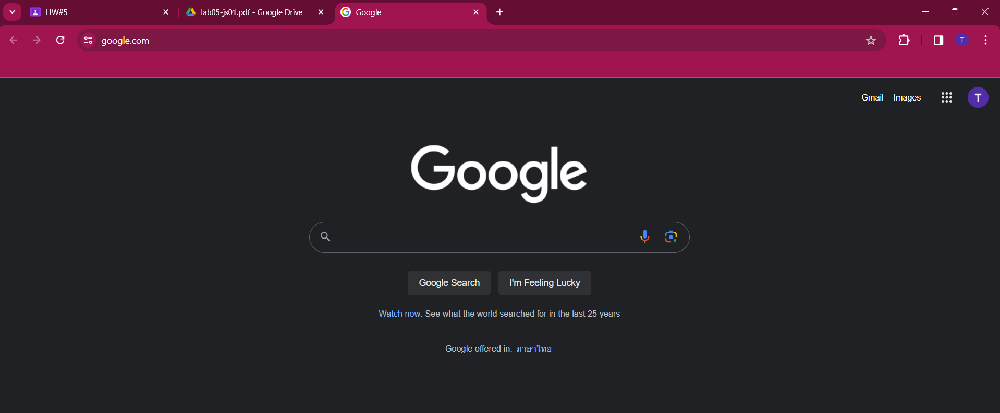 HW#5
lab05-js01.pdf - Google Drive
Google
google.com
T
Gmail Images
T
Google
Google Search
I'm Feeling Lucky
Watch now: See what the world searched for in the last 25 years
Google offered in: ภาษาไทย